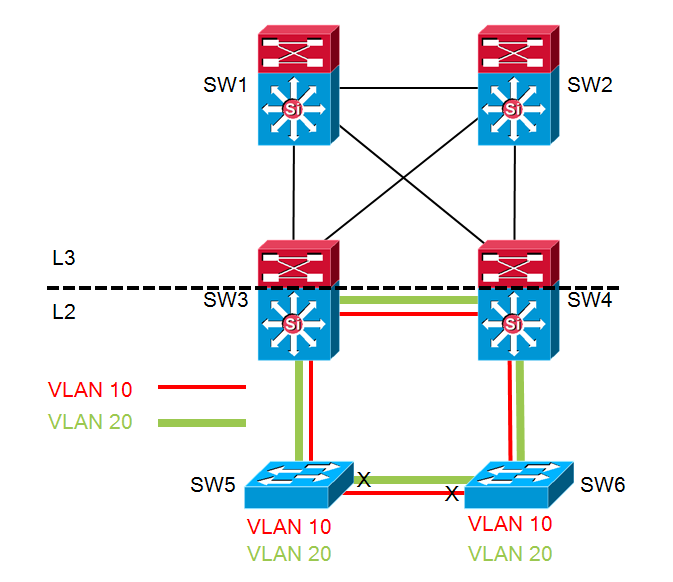 SW1
Si
Si
SW2
L3
SW3
Si
Si
SW4
L2
VLAN 10
VLAN 20
SW5
X
X
SW6
VLAN 10
VLAN 20
VLAN 10
VLAN 20